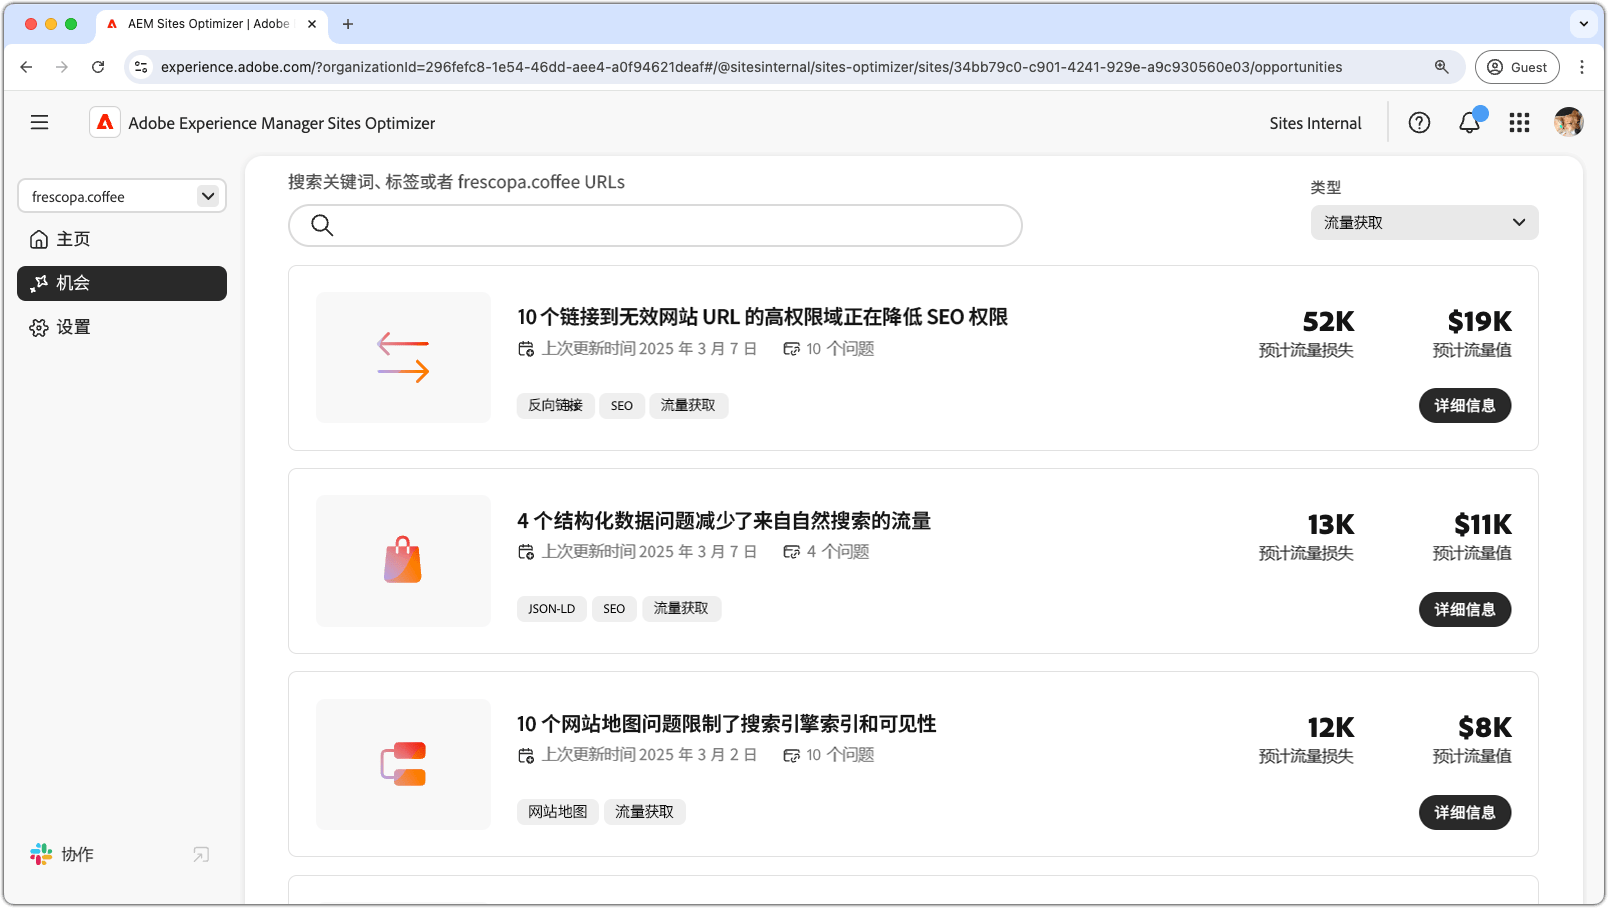 AEM Sites Optimizer | Adobe
experience.adobe.com/?organizationId=296fefc8-1e54-46dd-aee4-a0f94621deaf#/@sitesinternal/sites-optimizer/sites/34bb79c0-c901-4241-929e-a9c930560e03/opportunities
Guest
Adobe Experience Manager Sites Optimizer
Sites Internal
frescopa.coffee
主页
机会
设置
协作
搜索关键词、标签或者 frescopa.coffee URLs
类型
流量获取
10 个链接到无效网站 URL 的高权限域正在降低 SEO 权限
上次更新时间 2025 年 3 月 7 日 10 个问题
反向链接 SEO 流量获取
52K
预计流量损失
$19K
预计流量值
详细信息
4 个结构化数据问题减少了来自自然搜索的流量
上次更新时间 2025 年 3 月 7 日 4 个问题
JSON-LD SEO 流量获取
13K
预计流量损失
$11K
预计流量值
详细信息
10 个网站地图问题限制了搜索引擎索引和可见性
上次更新时间 2025 年 3 月 2 日 10 个问题
网站地图 流量获取
12K
预计流量损失
$8K
预计流量值
详细信息